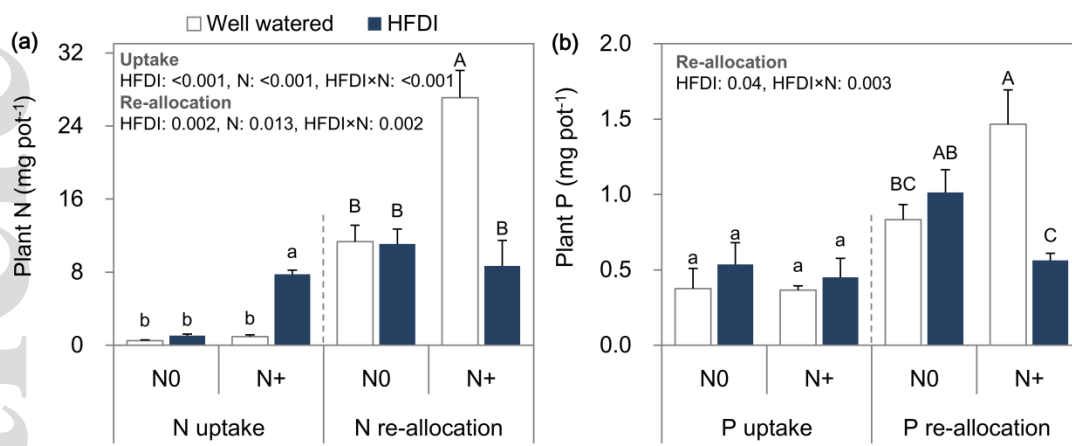 Well watered HFDI
(a)
Plant N (mg pot-1)
32
24
16
8
0
Uptake
HFDI: <0.001, N: <0.001, HFDI×N: <0.001
Re-allocation
HFDI: 0.002, N: 0.013, HFDI×N: 0.002
b b b a B B A B
N0 N+ N0 N+
N uptake N re-allocation
(b)
Plant P (mg pot-1)
2.0
1.5
1.0
0.5
0.0
Re-allocation
HFDI: 0.04, HFDI×N: 0.003
a a a a BC AB A C
N0 N+ N0 N+
P uptake P re-allocation